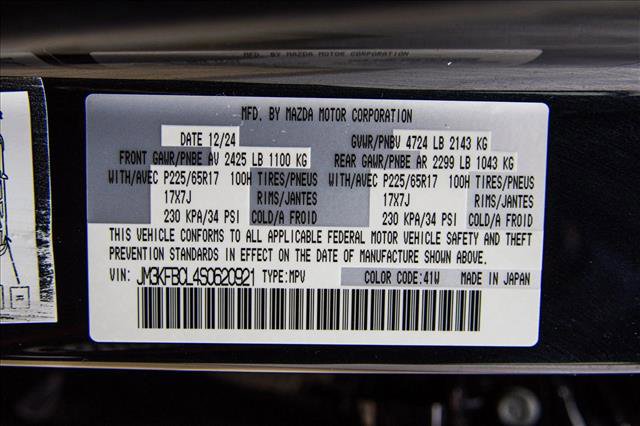 MFD. BY MAZDA MOTOR CORPORATION
MFD. BY MAZDA MOTOR CORPORATION
DATE 12/24 GVWR/PNBV 4724 LB 2143 KG
FRONT GAWR/PNBE AV 2425 LB 1100 KG REAR GAWR/PNBE AR 2299 LB 1043 KG
WITH/AVEC P225/65R17 100H TIRES/PNEUS WITH/AVEC P225/65R17 100H TIRES/PNEUS
17X7J RIMS/JANTES 17X7J RIMS/JANTES
230 KPA/34 PSI COLD/A FROID 230 KPA/34 PSI COLD/A FROID
THIS VEHICLE CONFORMS TO ALL APPLICABLE FEDERAL MOTOR VEHICLE SAFETY AND THEFT
PREVENTION STANDARDS IN EFFECT ON THE DATE OF MANUFACTURE SHOWN ABOVE.
VIN: JM3KFBCL4S0620921 TYPE:MPV COLOR CODE:41W MADE IN JAPAN